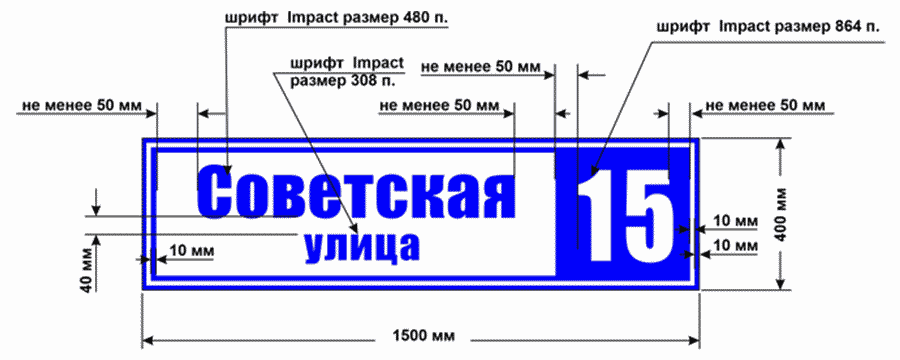 шрифт Impact размер 480 п.
шрифт Impact размер 864 п.
шрифт Impact
размер 308 п.
не менее 50 мм
не менее 50 мм
не менее 50 мм
не менее 50 мм
Советская
улица
15
10 мм
40 мм
10 мм
10 мм
400 мм
1500 мм